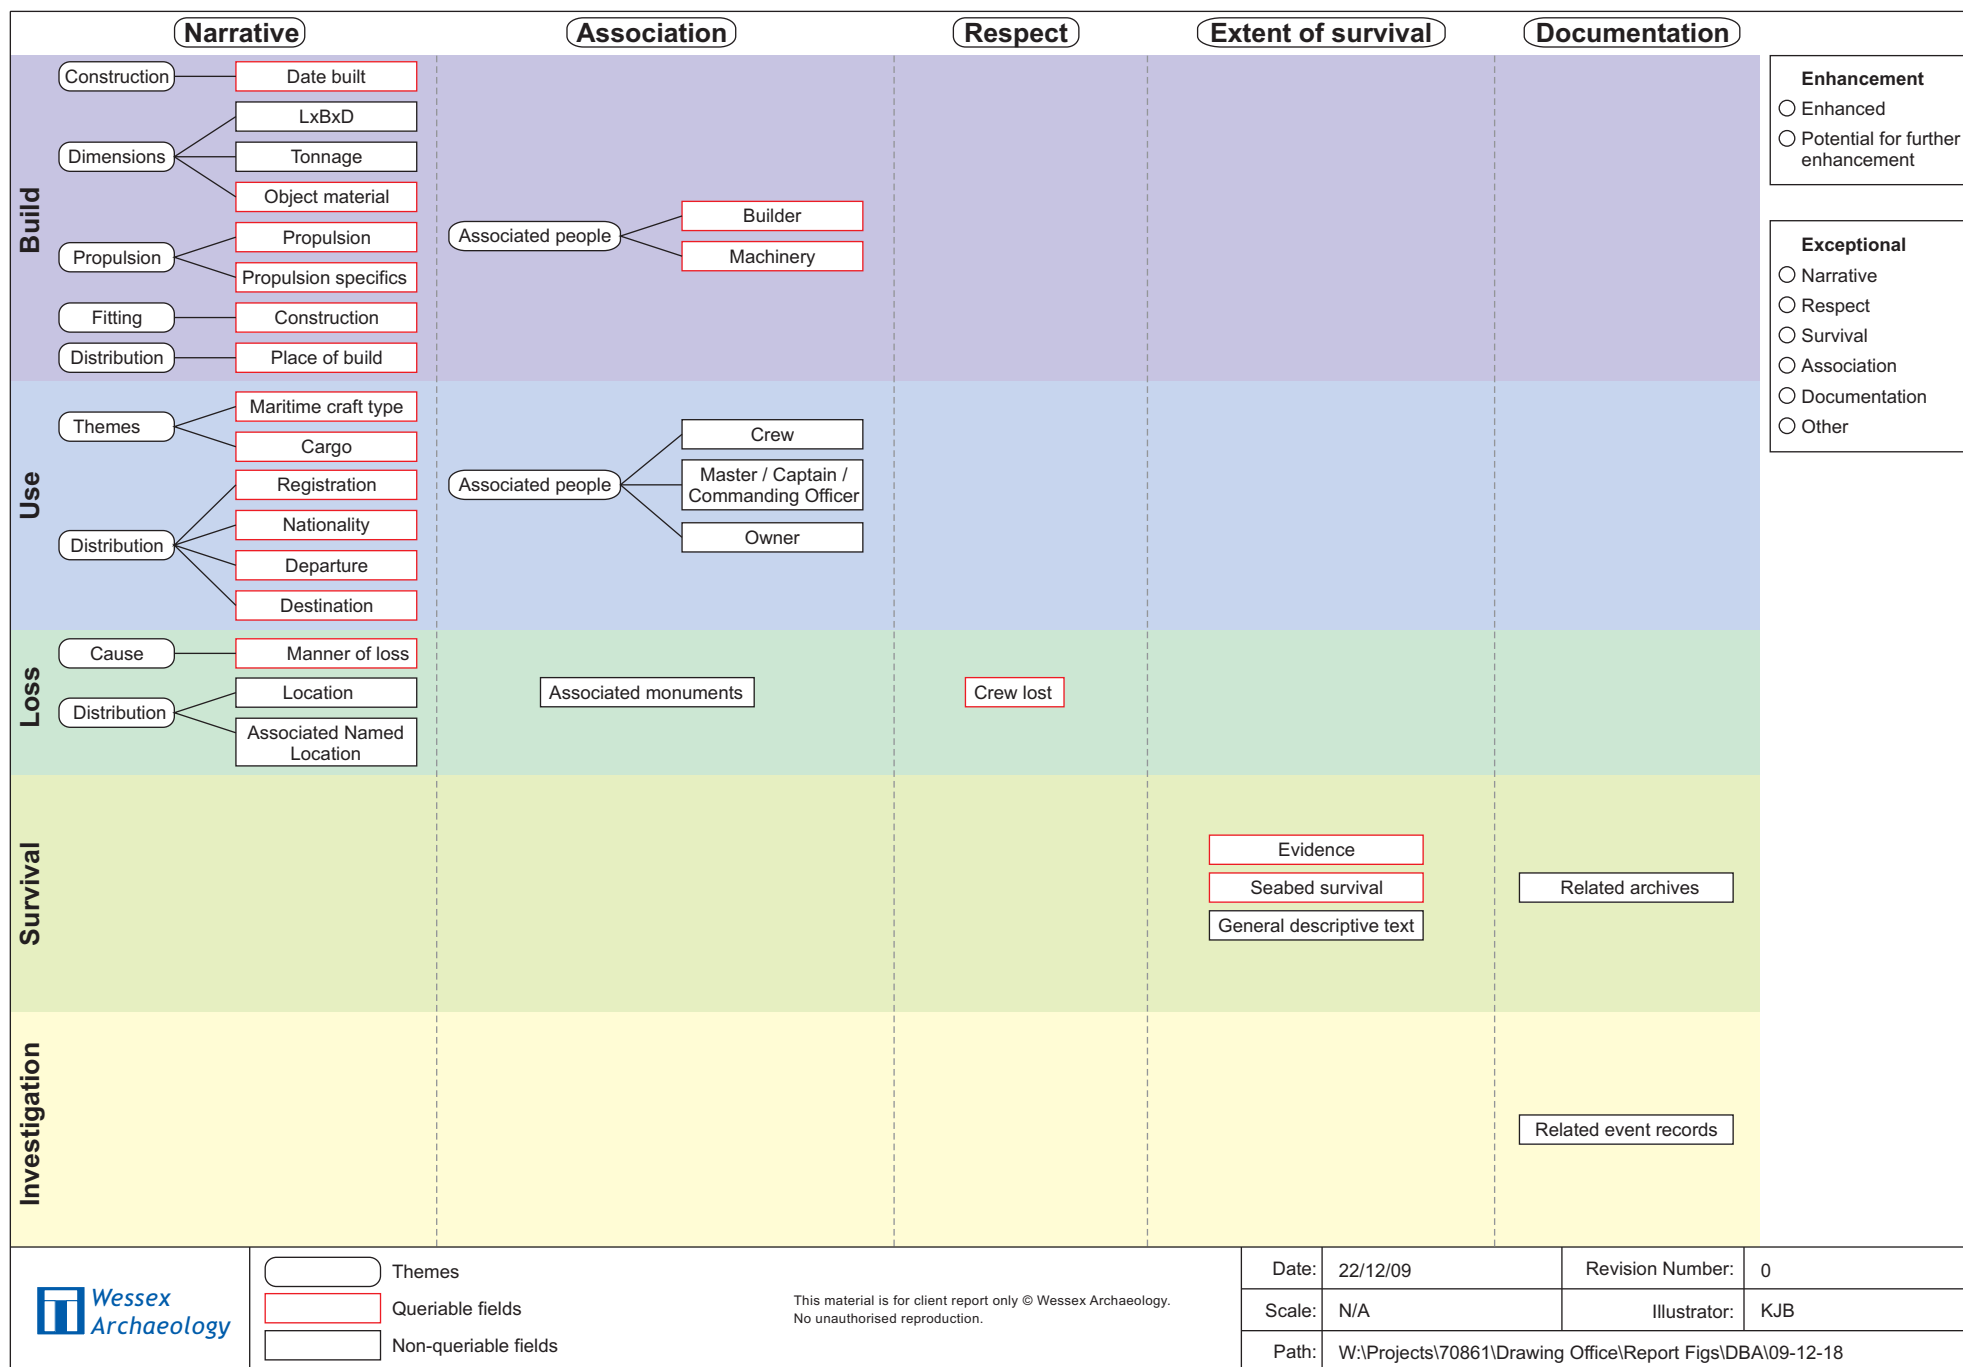 Narrative
Association
Respect
Extent of survival
Documentation
Build
Construction
Date built
Dimensions
LxBxD
Tonnage
Object material
Propulsion
Propulsion
Propulsion specifics
Fitting
Construction
Distribution
Place of build
Associated people
Builder
Machinery
Use
Themes
Maritime craft type
Cargo
Distribution
Registration
Nationality
Departure
Destination
Associated people
Crew
Master / Captain /
Commanding Officer
Owner
Loss
Cause
Manner of loss
Distribution
Location
Associated Named
Location
Associated monuments
Crew lost
Survival
Evidence
Seabed survival
General descriptive text
Related archives
Investigation
Related event records
Enhancement
Enhanced
Potential for further
enhancement
Exceptional
Narrative
Respect
Survival
Association
Documentation
Other
Wessex
Archaeology
Themes
Queriable fields
Non-queriable fields
This material is for client report only © Wessex Archaeology.
No unauthorised reproduction.
Date: 22/12/09
Revision Number: 0
Scale: N/A
Illustrator: KJB
Path: W:\Projects\70861\Drawing Office\Report Figs\DBA\09-12-18